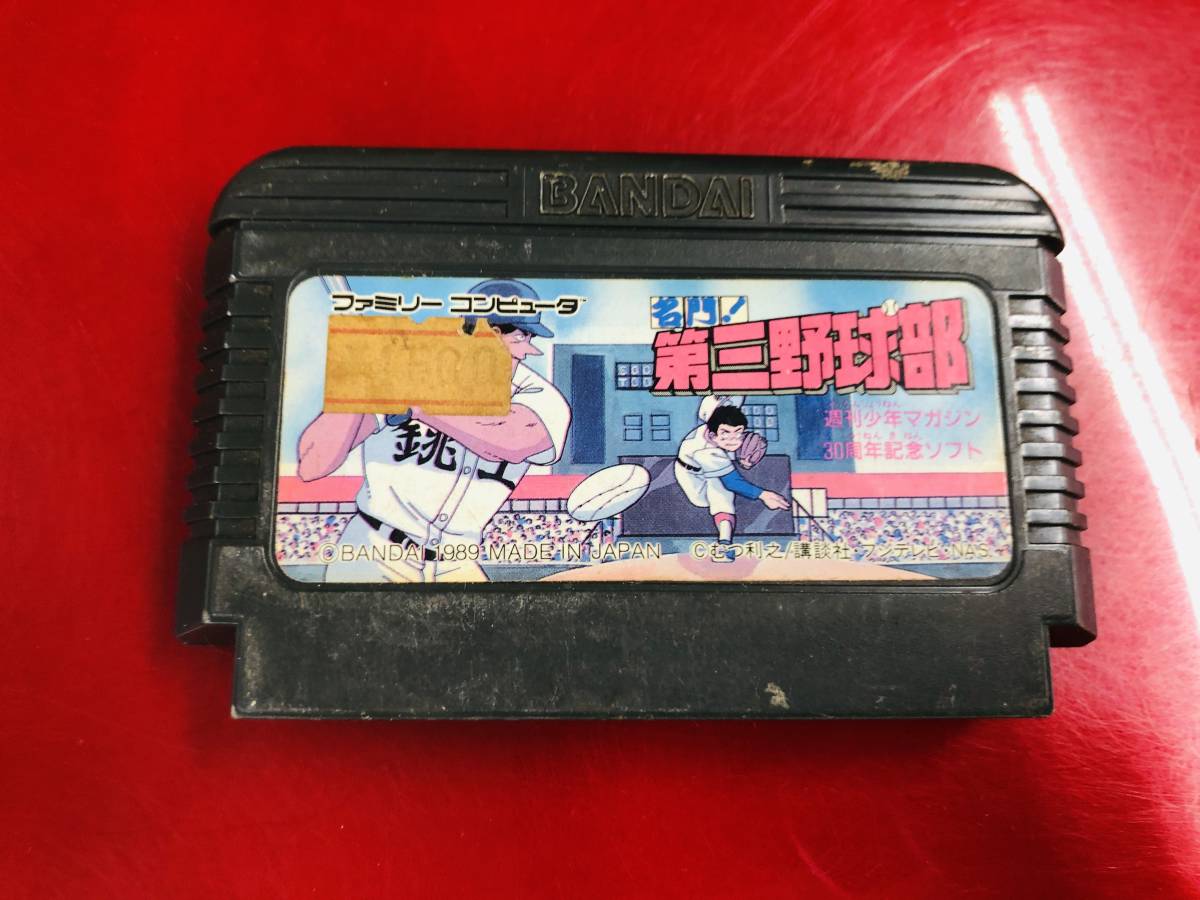 BANDAI
ファミリー コンピュータ™
名門!
第三野球部
週刊少年マガジン
30周年記念ソフト
銚工
©BANDAI 1989 MADE IN JAPAN ©むつ利之/講談社・フジテレビ・NAS